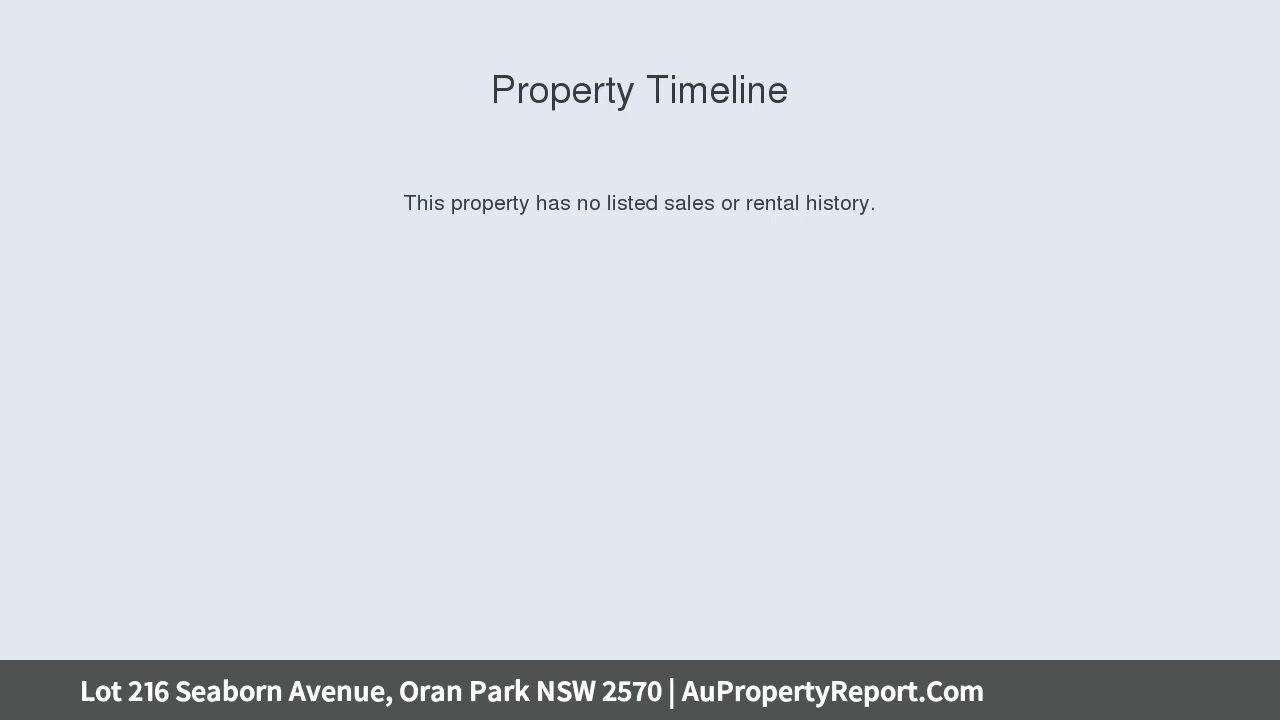 Property Timeline
This property has no listed sales or rental history.
Lot 216 Seaborn Avenue, Oran Park NSW 2570 | AuPropertyReport.Com